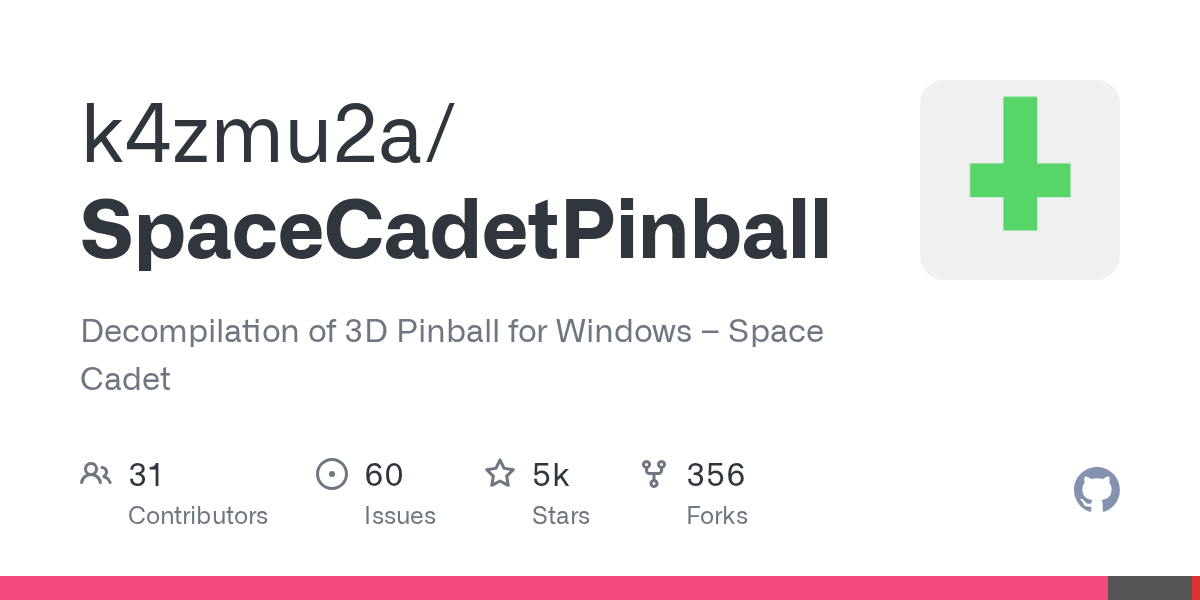 k4zmu2a/
SpaceCadetPinball
Decompilation of 3D Pinball for Windows – Space
Cadet
31 60 5k 356
Contributors Issues Stars Forks